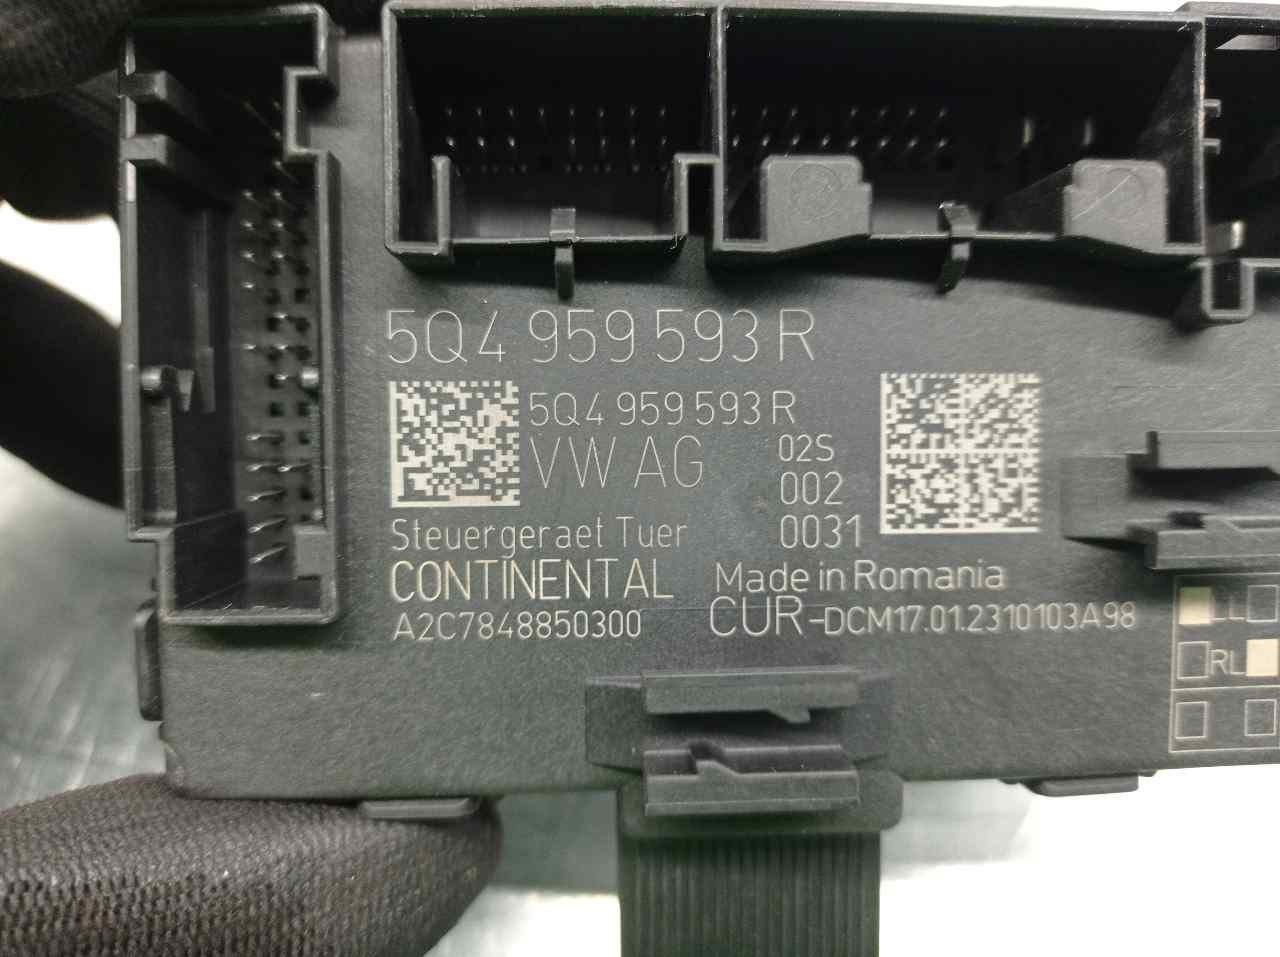 5Q4 959 593 R
5Q4 959 593 R
VW AG
02S
002
0031
Steuergeraet Tuer
CONTINENTAL
Made in Romania
A2C7848850300
CUR-DCM17.01.2310103A98
LL
RL